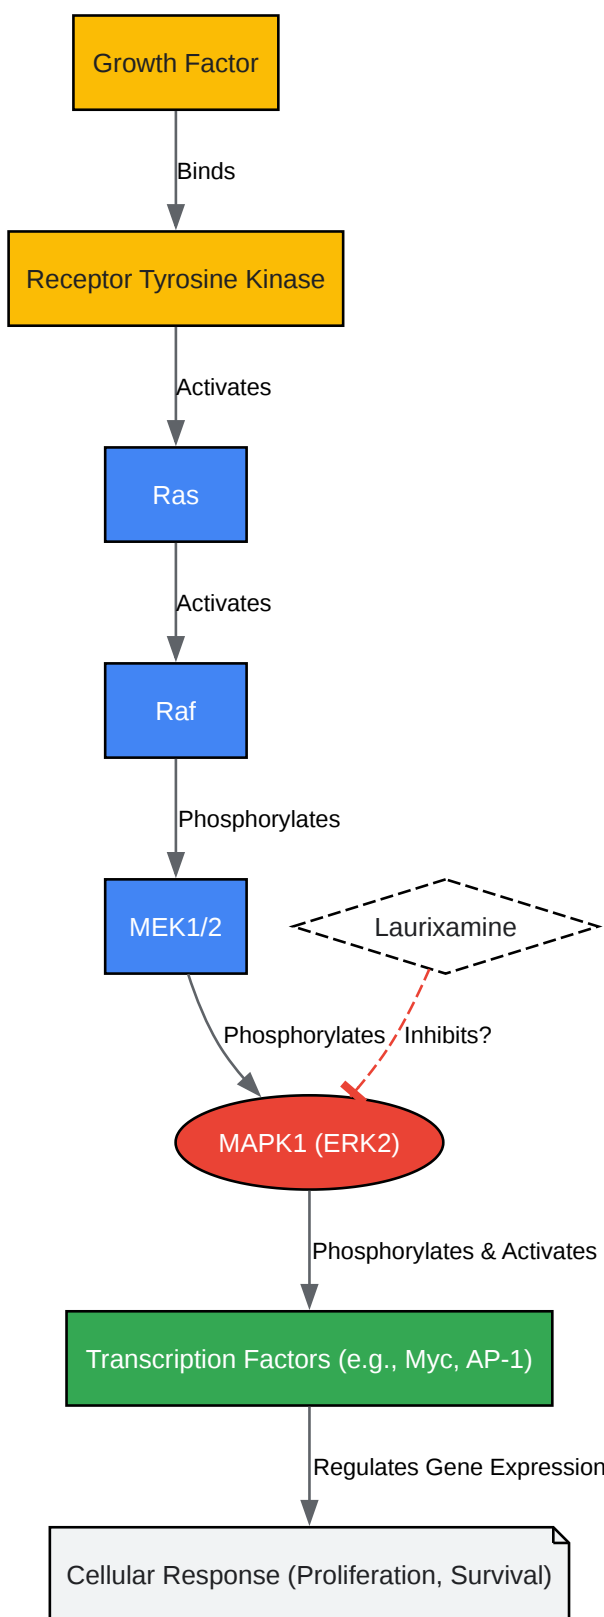 Growth Factor
Binds
Receptor Tyrosine Kinase
Activates
Ras
Activates
Raf
Phosphorylates
MEK1/2
Laurixamine
Phosphorylates
Inhibits?
MAPK1 (ERK2)
Phosphorylates & Activates
Transcription Factors (e.g., Myc, AP-1)
Regulates Gene Expression
Cellular Response (Proliferation, Survival)